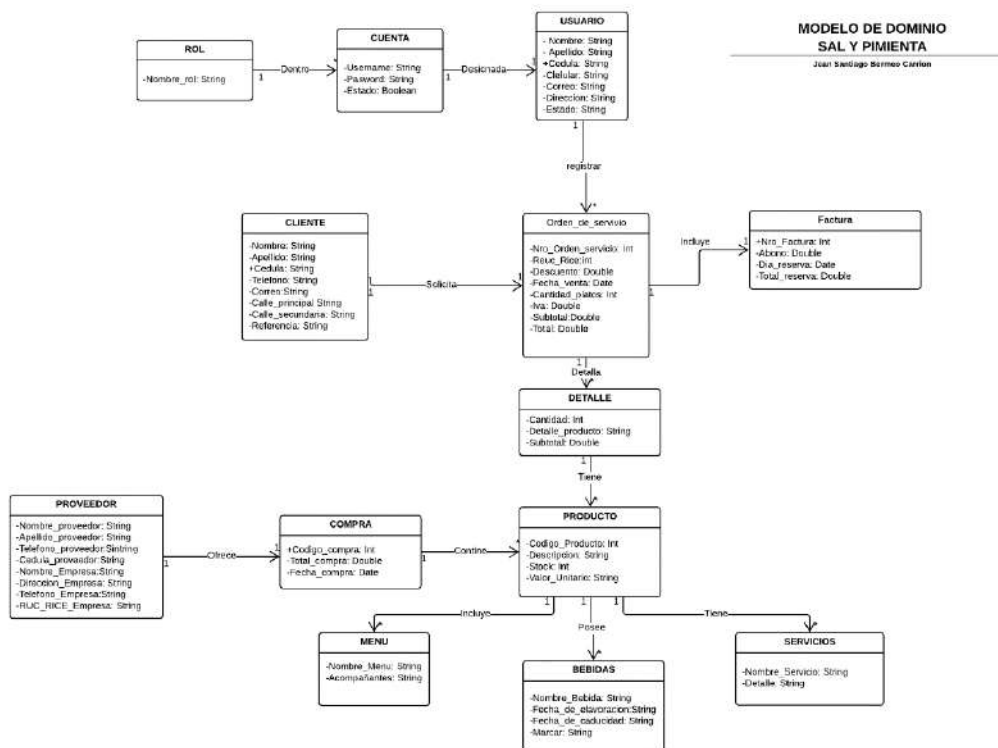 MODELO DE DOMINIO
SAL Y PIMIENTA
Jean Santiago Bermeo Carrion
ROL
-Nombre_rol: String
1
Dentro
*
CUENTA
-Username: String
-Pasword: String
-Estado: Boolean
1
Designada
1
USUARIO
- Nombre: String
- Apellido: String
+Cedula: String
-Clelular: String
-Correo: String
-Direccion: String
-Estado: String
1
registrar
*
CLIENTE
-Nombre: String
-Apellido: String
+Cedula: String
-Telefono: String
-Correo:String
-Calle_principal String
-Calle_secundaria: String
-Referencia: String
1
1
Solicita
1
Orden_de_servivio
-Nro_Orden_servicio: Int
-Reuc_Rice:int
-Descuento: Double
-Fecha_venta: Date
-Cantidad_platos: Int
-Iva: Double
-Subtotal:Double
-Total: Double
1
Incluye
1
Factura
+Nro_Factura: Int
-Abono: Double
-Dia_reserva: Date
-Total_reserva: Double
1
Detalla
*
DETALLE
-Cantidad: Int
-Detalle_producto: String
-Subtotal: Double
1
Tiene
*
PROVEEDOR
-Nombre_proveedor: String
-Apellido_proveedor: String
-Telefono_proveedor:Sintring
-Cedula_proveedor:String
-Nombre_Empresa:String
-Direccion_Empresa: String
-Telefono_Empresa:String
-RUC_RICE_Empresa: String
1
Ofrece
1
COMPRA
+Codigo_compra: Int
-Total_compra: Double
-Fecha_compra: Date
1
Contine
*
PRODUCTO
-Codigo_Producto: Int
-Descripcion: String
-Stock: Int
-Valor_Unitario: String
1
1
1
Incluye
Posee
Tiene
*
*
*
MENU
-Nombre_Menu: String
-Acompañantes: String
BEBIDAS
-Nombre_Bebida: String
-Fecha_de_elavoracion:String
-Fecha_de_caducidad: String
-Marcar: String
SERVICIOS
-Nombre_Servicio: String
-Detalle: String